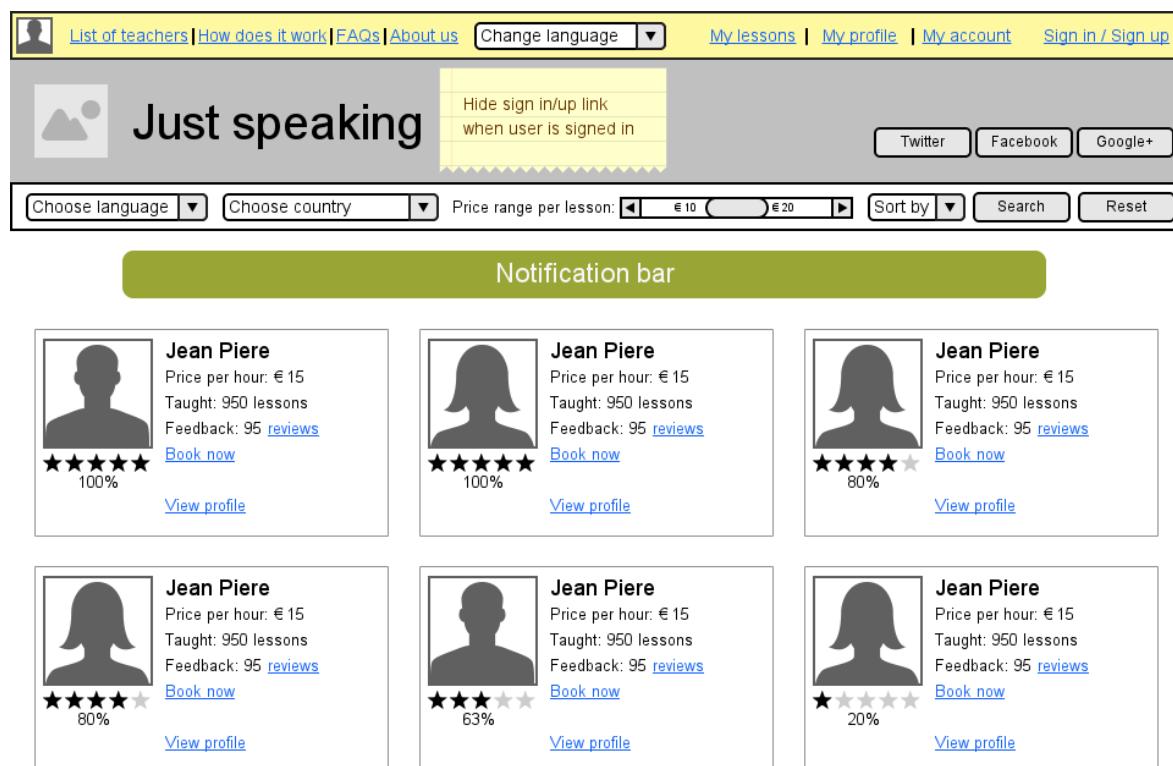 List of teachers|How does it work|FAQs|About us Change language My lessons | My profile | My account Sign in / Sign up
Just speaking
Hide sign in/up link
when user is signed in
Twitter Facebook Google+
Choose language Choose country Price range per lesson: € 10 € 20 Sort by Search Reset
Notification bar
Jean Piere
Price per hour: € 15
Taught: 950 lessons
Feedback: 95 reviews
Book now
100%
View profile
Jean Piere
Price per hour: € 15
Taught: 950 lessons
Feedback: 95 reviews
Book now
100%
View profile
Jean Piere
Price per hour: € 15
Taught: 950 lessons
Feedback: 95 reviews
Book now
80%
View profile
Jean Piere
Price per hour: € 15
Taught: 950 lessons
Feedback: 95 reviews
Book now
80%
View profile
Jean Piere
Price per hour: € 15
Taught: 950 lessons
Feedback: 95 reviews
Book now
63%
View profile
Jean Piere
Price per hour: € 15
Taught: 950 lessons
Feedback: 95 reviews
Book now
20%
View profile